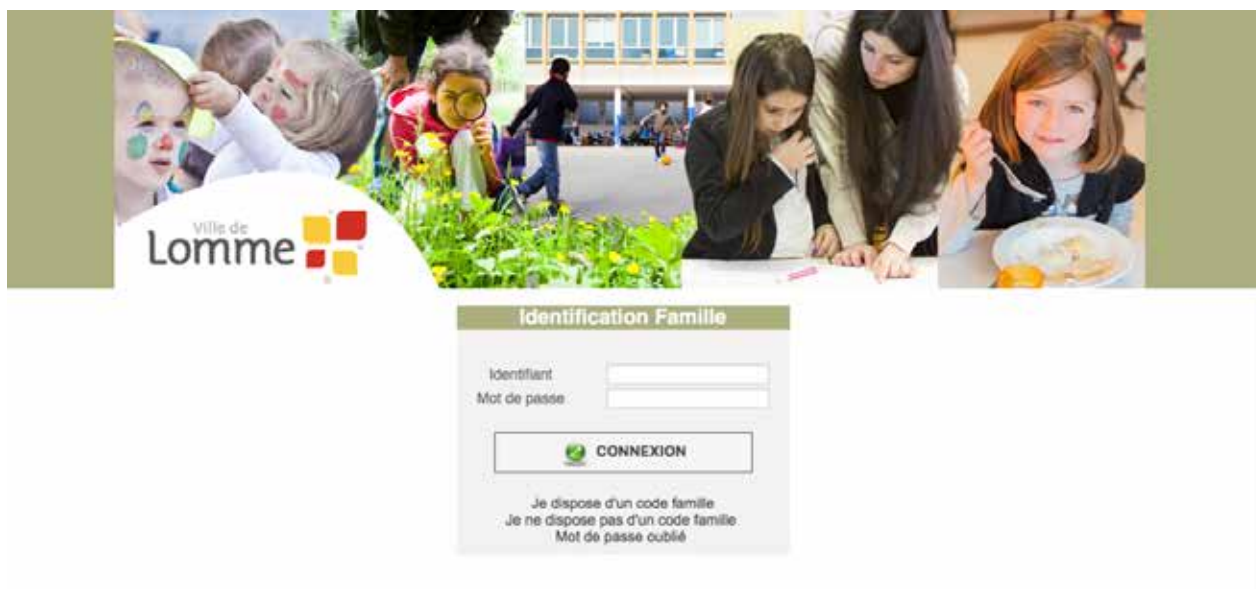 Ville de
Lomme
Identification Famille
Identifiant
Mot de passe
CONNEXION
Je dispose d'un code famille
Je ne dispose pas d'un code famille
Mot de passe oublié